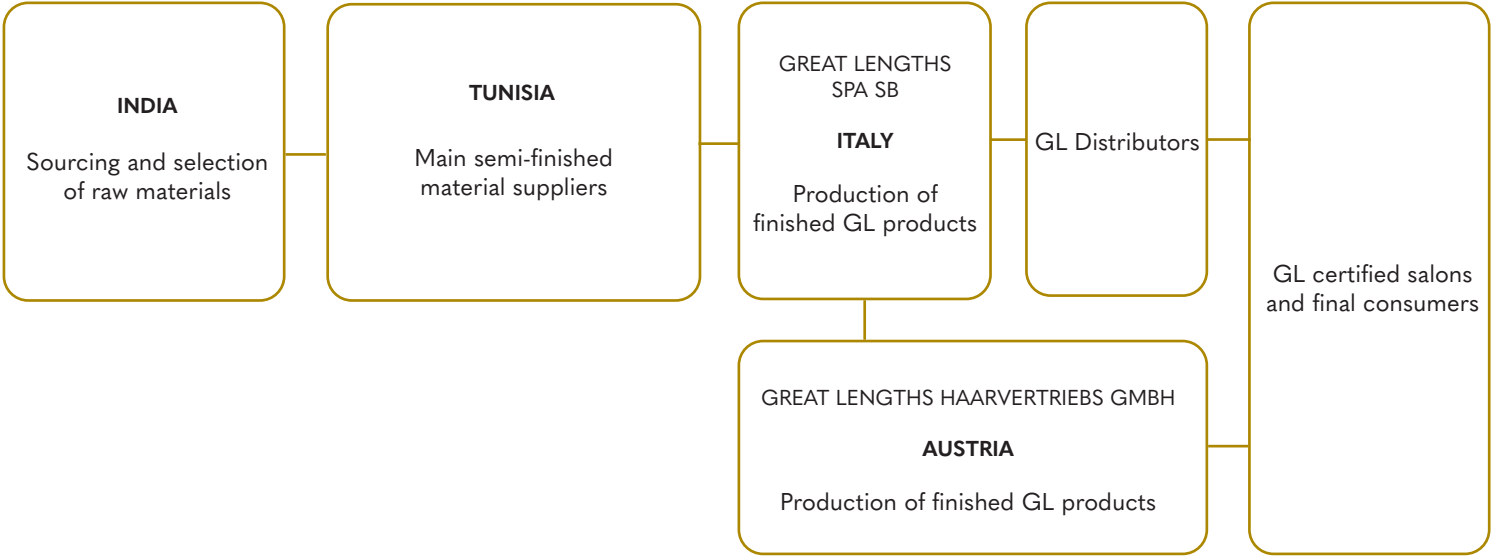 INDIA
Sourcing and selection
of raw materials
TUNISIA
Main semi-finished
material suppliers
GREAT LENGTHS
SPA SB
ITALY
Production of
finished GL products
GL Distributors
GREAT LENGTHS HAARVERTRIEBS GMBH
AUSTRIA
Production of finished GL products
GL certified salons
and final consumers